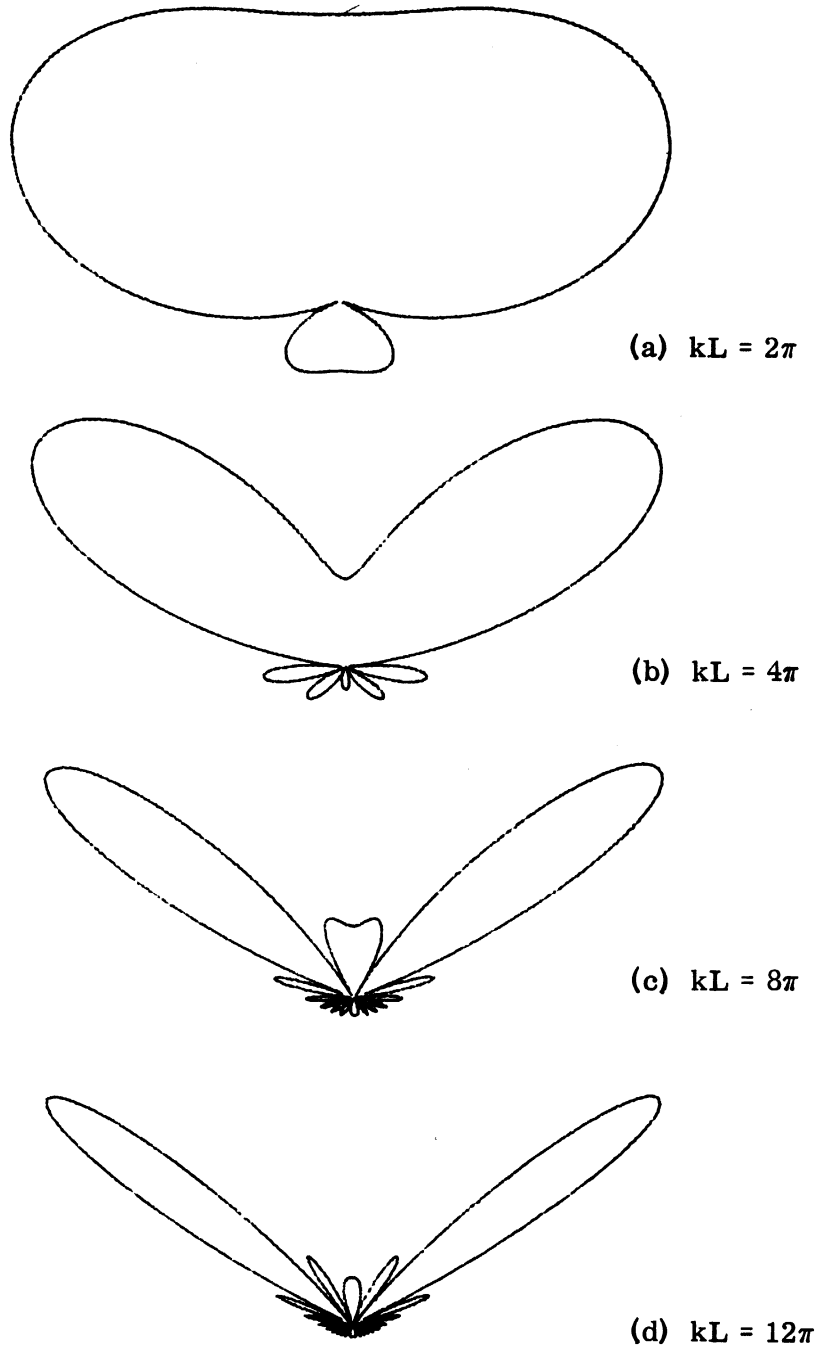 (a) kL = 2π
(b) kL = 4π
(c) kL = 8π
(d) kL = 12π